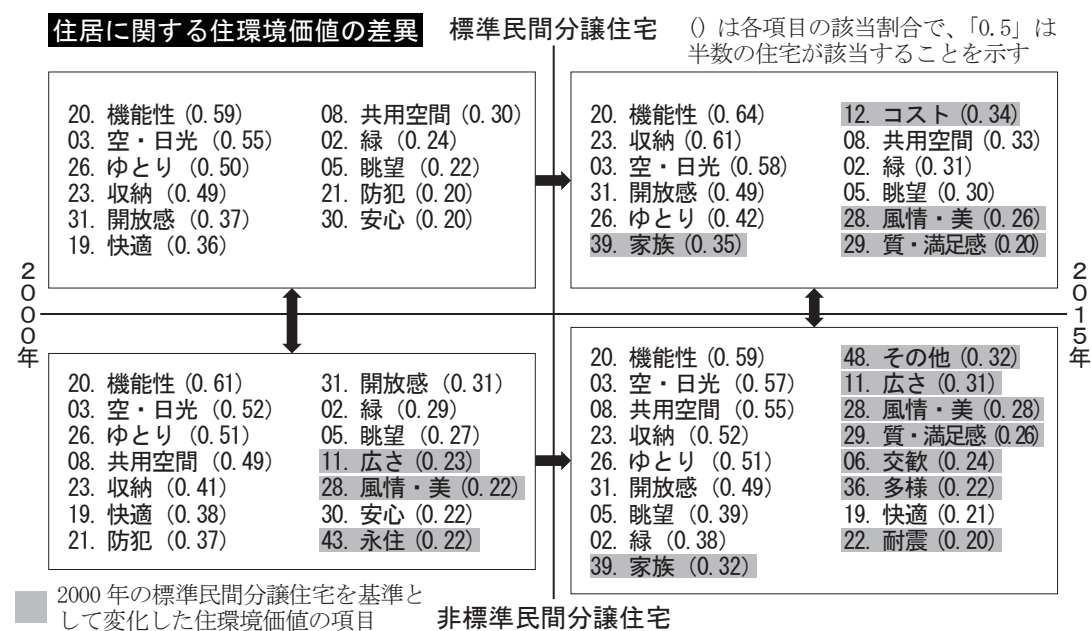 住居に関する住環境価値の差異
標準民間分譲住宅
() は各項目の該当割合で、「0.5」は
半数の住宅が該当することを示す
20. 機能性 (0.59)
03. 空・日光 (0.55)
26. ゆとり (0.50)
23. 収納 (0.49)
31. 開放感 (0.37)
19. 快適 (0.36)
08. 共用空間 (0.30)
02. 緑 (0.24)
05. 眺望 (0.22)
21. 防犯 (0.20)
30. 安心 (0.20)
20. 機能性 (0.64)
23. 収納 (0.61)
03. 空・日光 (0.58)
31. 開放感 (0.49)
26. ゆとり (0.42)
39. 家族 (0.35)
12. コスト (0.34)
08. 共用空間 (0.33)
02. 緑 (0.31)
05. 眺望 (0.30)
28. 風情・美 (0.26)
29. 質・満足感 (0.20)
2000年
2015年
20. 機能性 (0.61)
03. 空・日光 (0.52)
26. ゆとり (0.51)
08. 共用空間 (0.49)
23. 収納 (0.41)
19. 快適 (0.38)
21. 防犯 (0.37)
31. 開放感 (0.31)
02. 緑 (0.29)
05. 眺望 (0.27)
11. 広さ (0.23)
28. 風情・美 (0.22)
30. 安心 (0.22)
43. 永住 (0.22)
20. 機能性 (0.59)
03. 空・日光 (0.57)
08. 共用空間 (0.55)
23. 収納 (0.52)
26. ゆとり (0.51)
31. 開放感 (0.49)
05. 眺望 (0.39)
02. 緑 (0.38)
39. 家族 (0.32)
48. その他 (0.32)
11. 広さ (0.31)
28. 風情・美 (0.28)
29. 質・満足感 (0.26)
06. 交歓 (0.24)
36. 多様 (0.22)
19. 快適 (0.21)
22. 耐震 (0.20)
2000 年の標準民間分譲住宅を基準と
して変化した住環境価値の項目
非標準民間分譲住宅